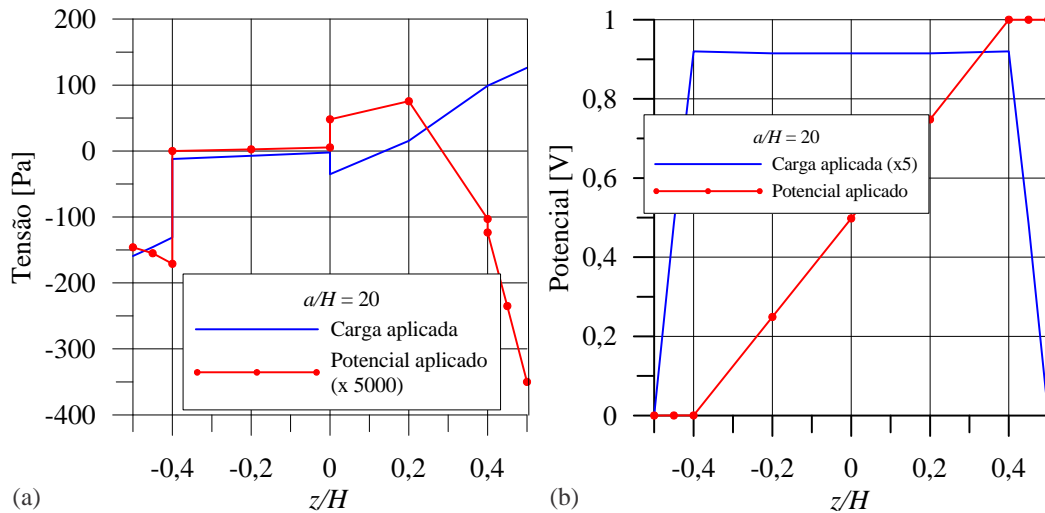 200
100
0
-100
-200
-300
-400
Tensão [Pa]
a/H = 20
Carga aplicada
Potencial aplicado
(x 5000)
-0,4
-0,2
0
0,2
0,4
z/H
(a)
1
0,8
0,6
0,4
0,2
0
Potencial [V]
a/H = 20
Carga aplicada (x5)
Potencial aplicado
-0,4
-0,2
0
0,2
0,4
z/H
(b)